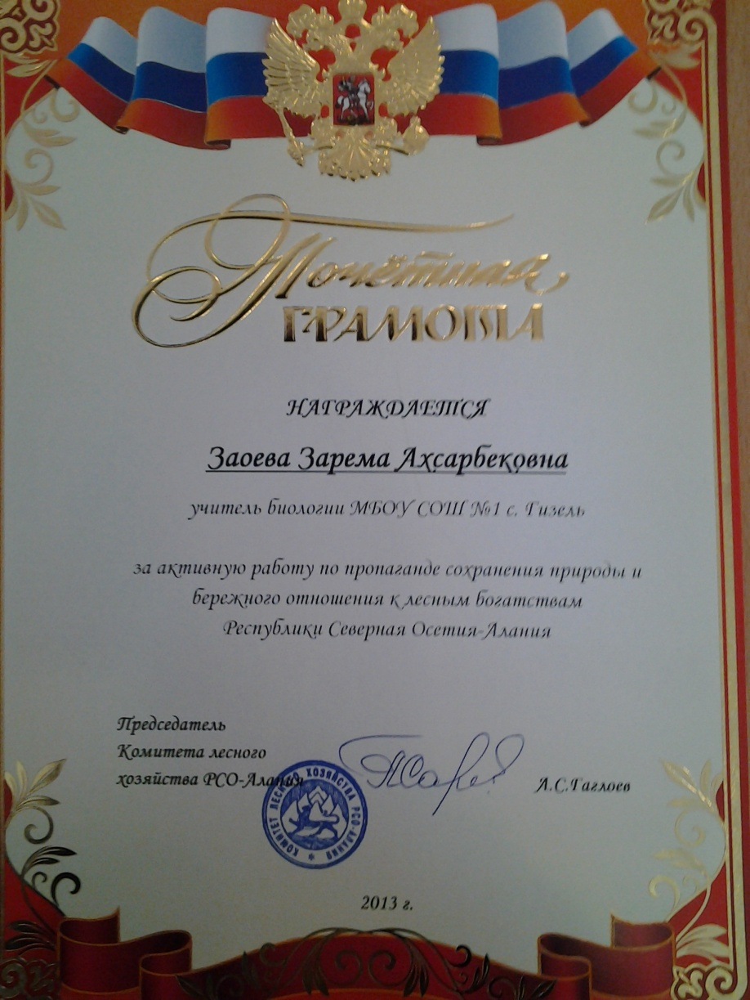 Почётная
ГРАМОТА
НАГРАЖДАЕТСЯ
Заоева Зарема Ахсарбековна
учитель биологии МБОУ СОШ №1 с. Гизель
за активную работу по пропаганде сохранения природы и
бережного отношения к лесным богатствам
Республики Северная Осетия-Алания
Председатель
Комитета лесного
хозяйства РСО-Алания
А.С.Гаглоев
КОМИТЕТ ЛЕСНОГО ХОЗЯЙСТВА РСО-АЛАНИЯ
2013 г.